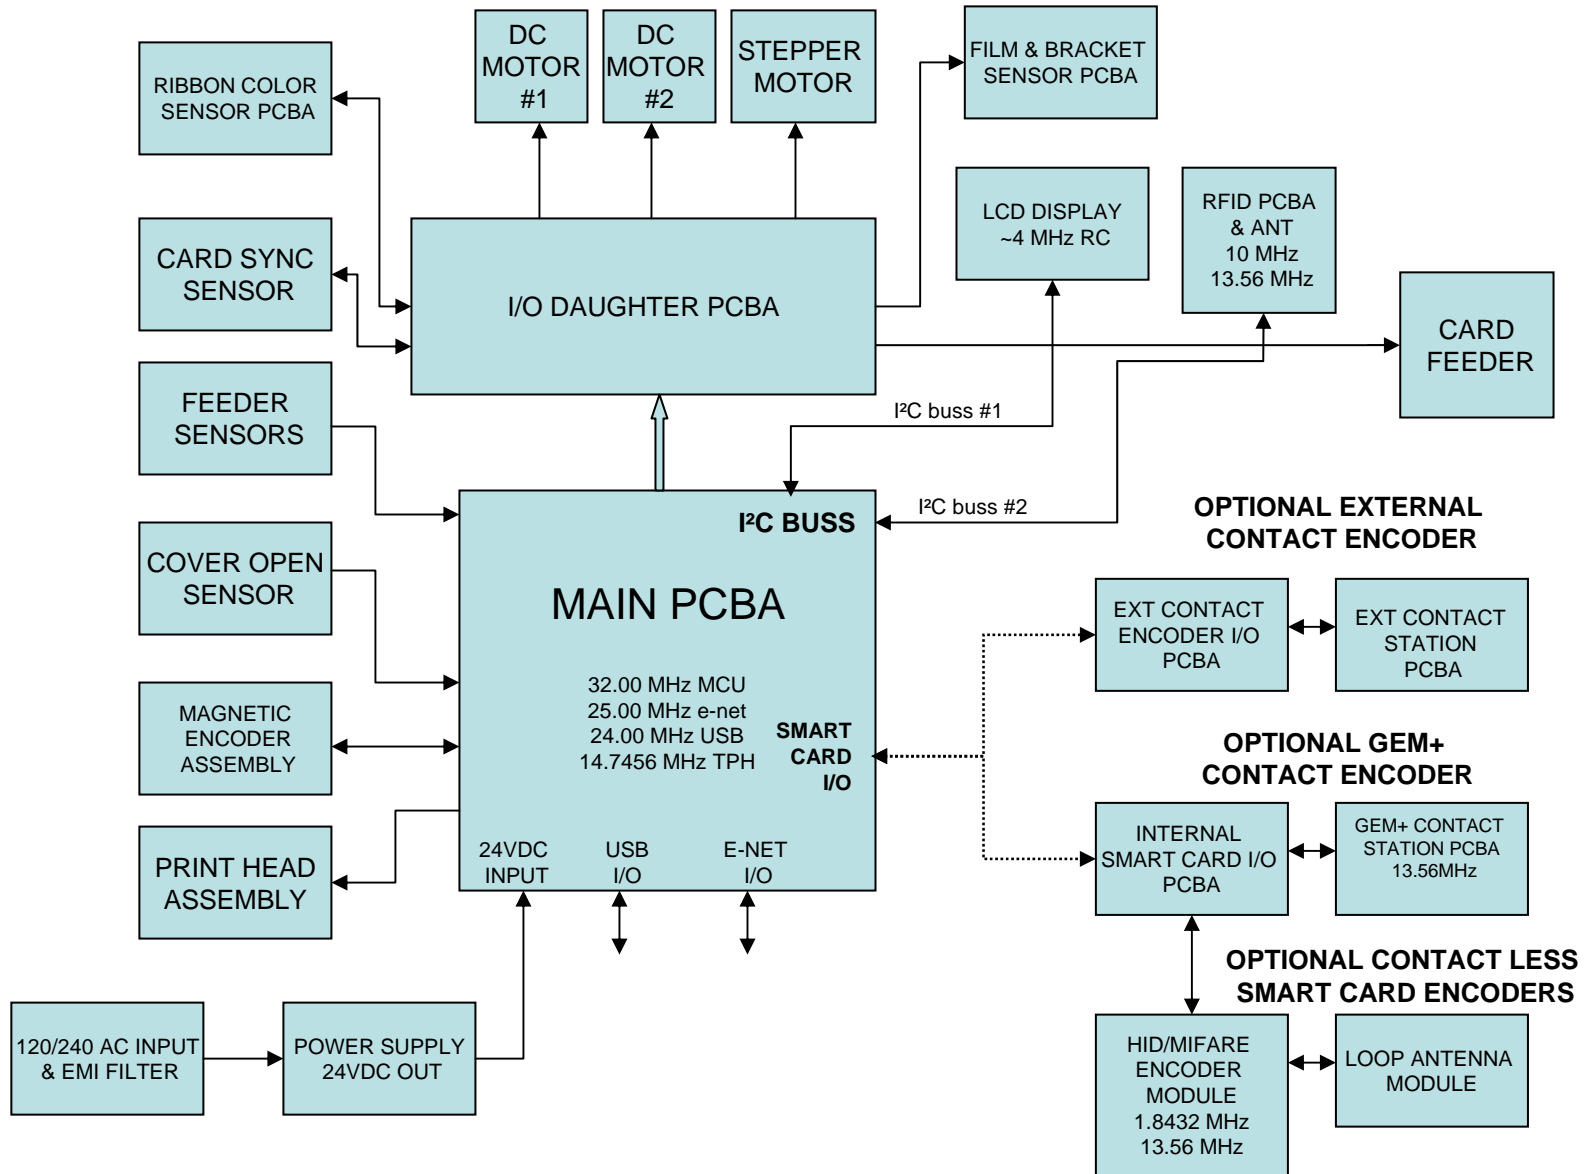 DC
MOTOR
#1
DC
MOTOR
#2
STEPPER
MOTOR
FILM & BRACKET
SENSOR PCBA
RIBBON COLOR
SENSOR PCBA
LCD DISPLAY
~4 MHz RC
RFID PCBA
& ANT
10 MHz
13.56 MHz
CARD SYNC
SENSOR
I/O DAUGHTER PCBA
CARD
FEEDER
FEEDER
SENSORS
I²C buss #1
I²C buss #2
I²C BUSS
COVER OPEN
SENSOR
MAIN PCBA
32.00 MHz MCU
25.00 MHz e-net
24.00 MHz USB
14.7456 MHz TPH
SMART
CARD
I/O
MAGNETIC
ENCODER
ASSEMBLY
PRINT HEAD
ASSEMBLY
24VDC
INPUT
USB
I/O
E-NET
I/O
OPTIONAL EXTERNAL
CONTACT ENCODER
EXT CONTACT
ENCODER I/O
PCBA
EXT CONTACT
STATION
PCBA
OPTIONAL GEM+
CONTACT ENCODER
INTERNAL
SMART CARD I/O
PCBA
GEM+ CONTACT
STATION PCBA
13.56MHz
OPTIONAL CONTACT LESS
SMART CARD ENCODERS
120/240 AC INPUT
& EMI FILTER
POWER SUPPLY
24VDC OUT
HID/MIFARE
ENCODER
MODULE
1.8432 MHz
13.56 MHz
LOOP ANTENNA
MODULE